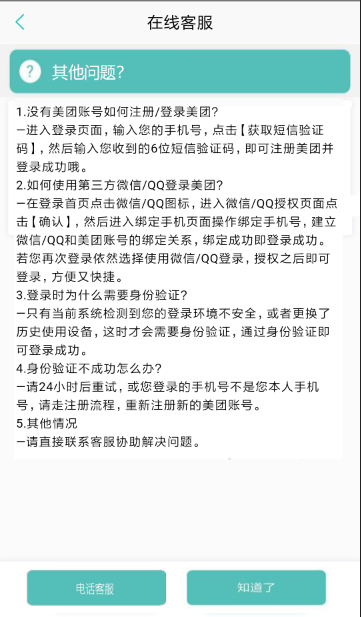 在线客服
? 其他问题?
1.没有美团账号如何注册/登录美团?
—进入登录页面，输入您的手机号，点击【获取短信验证
码】，然后输入您收到的6位短信验证码，即可注册美团并
登录成功哦。
2.如何使用第三方微信/QQ登录美团?
—在登录首页点击微信/QQ图标，进入微信/QQ授权页面点
击【确认】，然后进入绑定手机页面操作绑定手机号，建立
微信/QQ和美团账号的绑定关系，绑定成功即登录成功。
若您再次登录依然选择使用微信/QQ登录，授权之后即可
登录，方便又快捷。
3.登录时为什么需要身份验证?
—只有当前系统检测到您的登录环境不安全，或者更换了
历史使用设备，这时才会需要身份验证，通过身份验证即
可登录成功。
4.身份验证不成功怎么办?
—请24小时后重试，或您登录的手机号不是您本人手机
号，请走注册流程，重新注册新的美团账号。
5.其他情况
—请直接联系客服协助解决问题。
电话客服 知道了